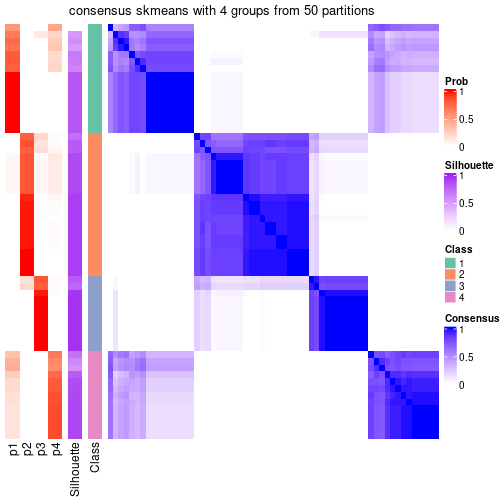 consensus skmeans with 4 groups from 50 partitions
Prob
1
0.5
0
Silhouette
1
0.5
0
Class
1
2
3
4
Consensus
1
0.5
0
p1
p2
p3
p4
Silhouette
Class